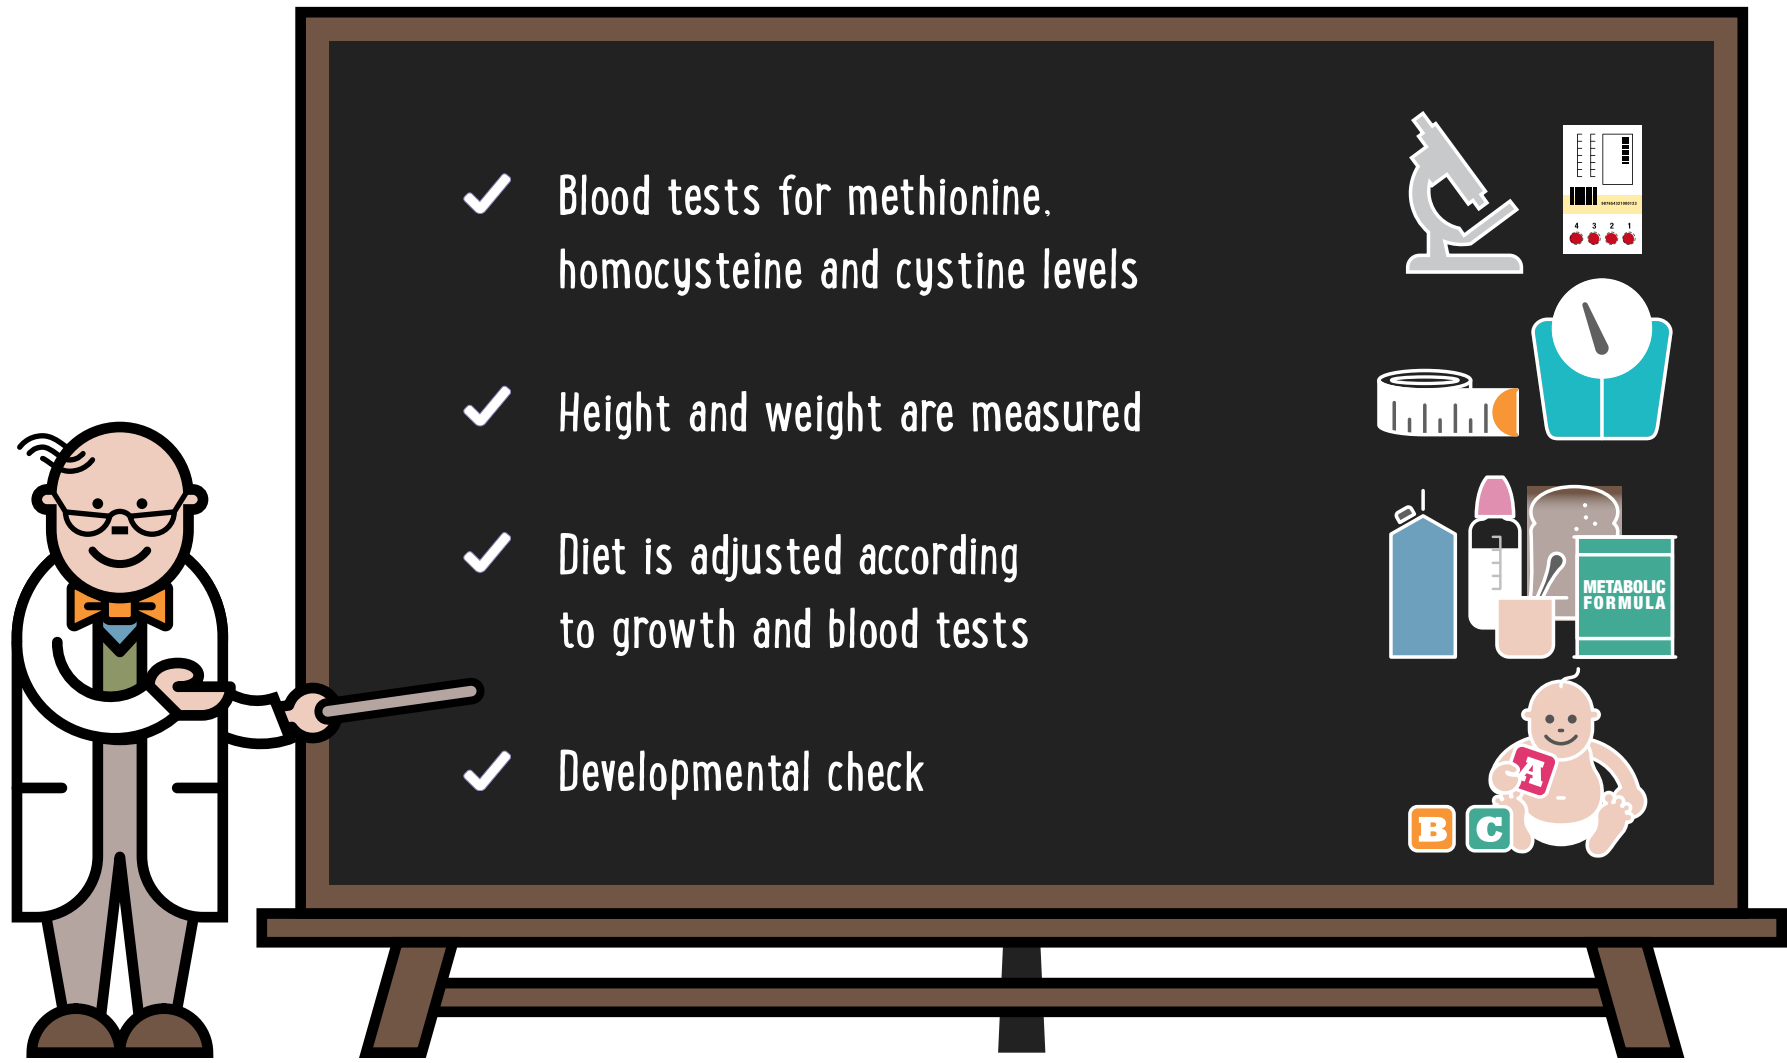 Blood tests for methionine,
homocysteine and cystine levels
Height and weight are measured
Diet is adjusted according
to growth and blood tests
Developmental check
4 3 2 1
METABOLIC
FORMULA
A
B C